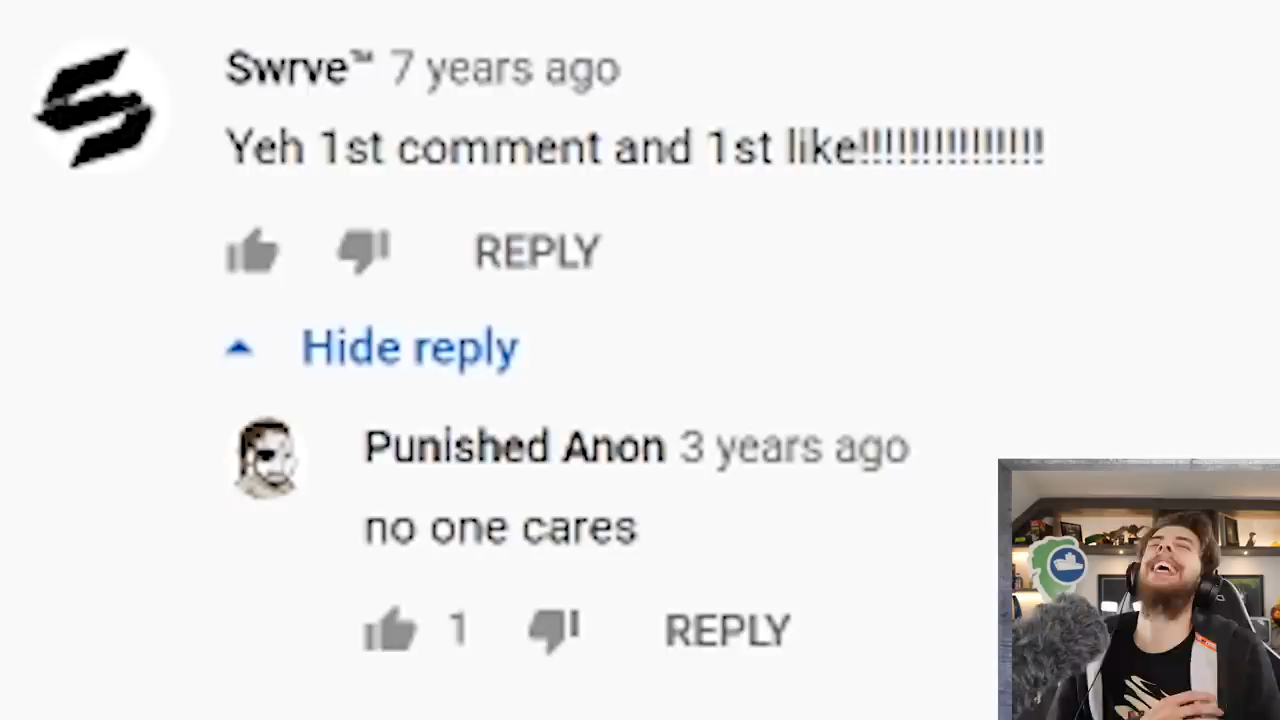 Swrve™ 7 years ago
Yeh 1st comment and 1st like!!!!!!!!!!!!!!!
REPLY
Hide reply
Punished Anon 3 years ago
no one cares
1
REPLY